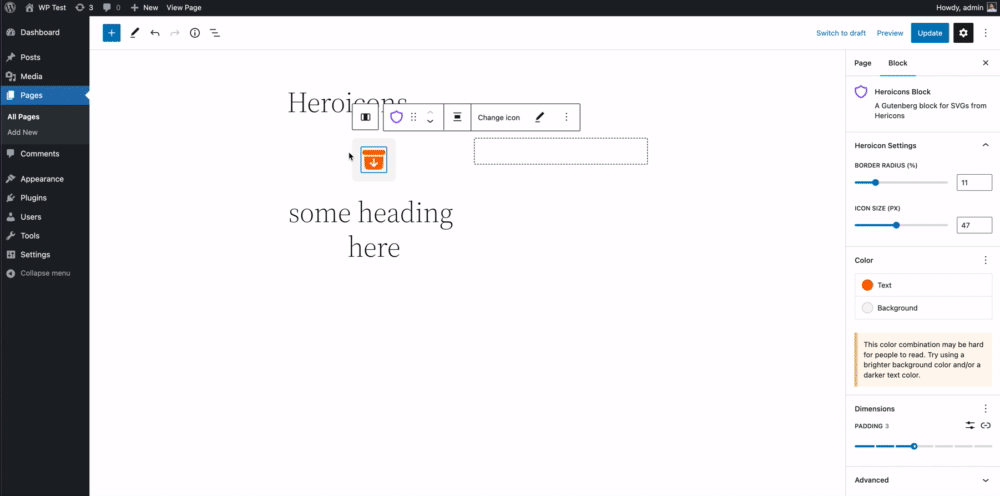 WP Test
3
0
New
View Page
Howdy, admin
Dashboard
Posts
Media
Pages
All Pages
Add New
Comments
Appearance
Plugins
Users
Tools
Settings
Collapse menu
Switch to draft
Preview
Update
Heroicons
Change icon
some heading
here
Page
Block
Heroicons Block
A Gutenberg block for SVGs from
Hericons
Heroicon Settings
BORDER RADIUS (%)
11
ICON SIZE (PX)
47
Color
Text
Background
This color combination may be hard
for people to read. Try using a
brighter background color and/or a
darker text color.
Dimensions
PADDING 3
Advanced